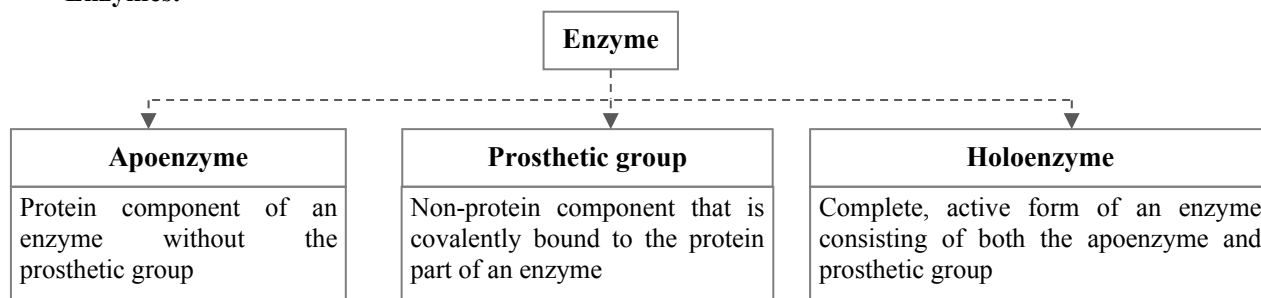 Enzymes:
Enzyme
Apoenzyme
Protein component of an
enzyme without the
prosthetic group
Prosthetic group
Non-protein component that is
covalently bound to the protein
part of an enzyme
Holoenzyme
Complete, active form of an enzyme
consisting of both the apoenzyme and
prosthetic group